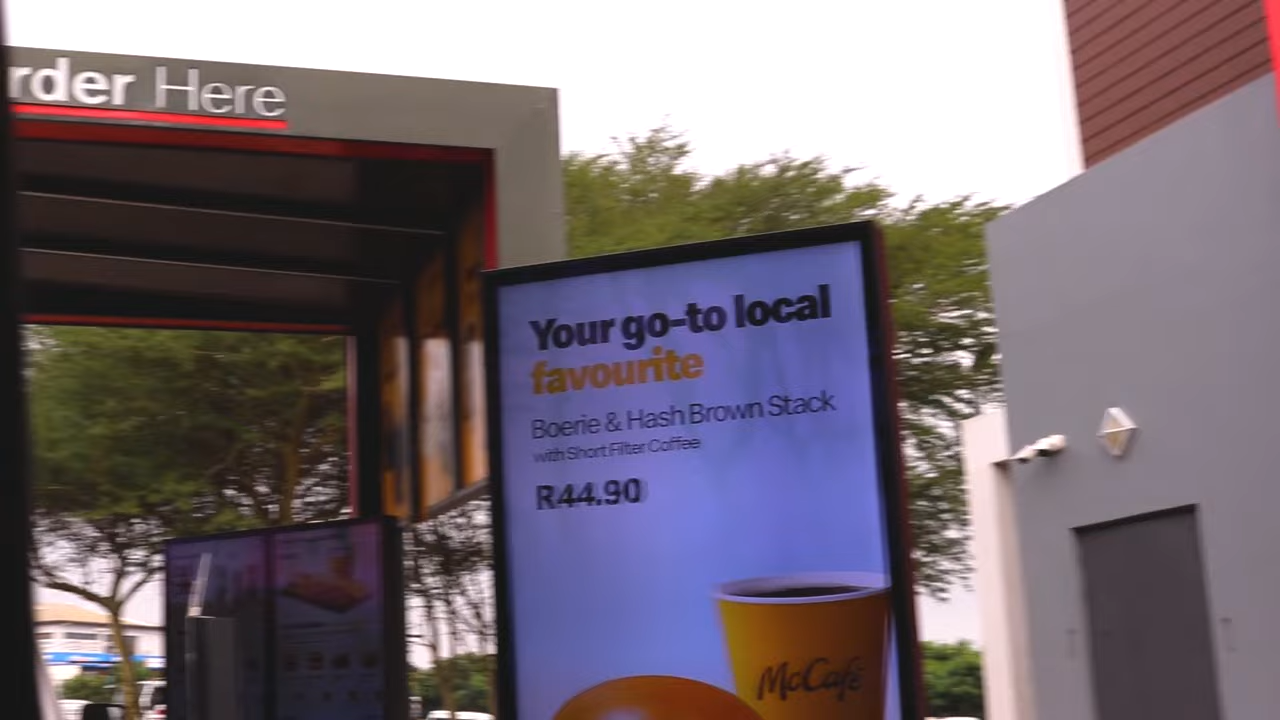 rder Here
Your go-to local
favourite
Boerie & Hash Brown Stack
with Short Filter Coffee
R44.90
McCafé